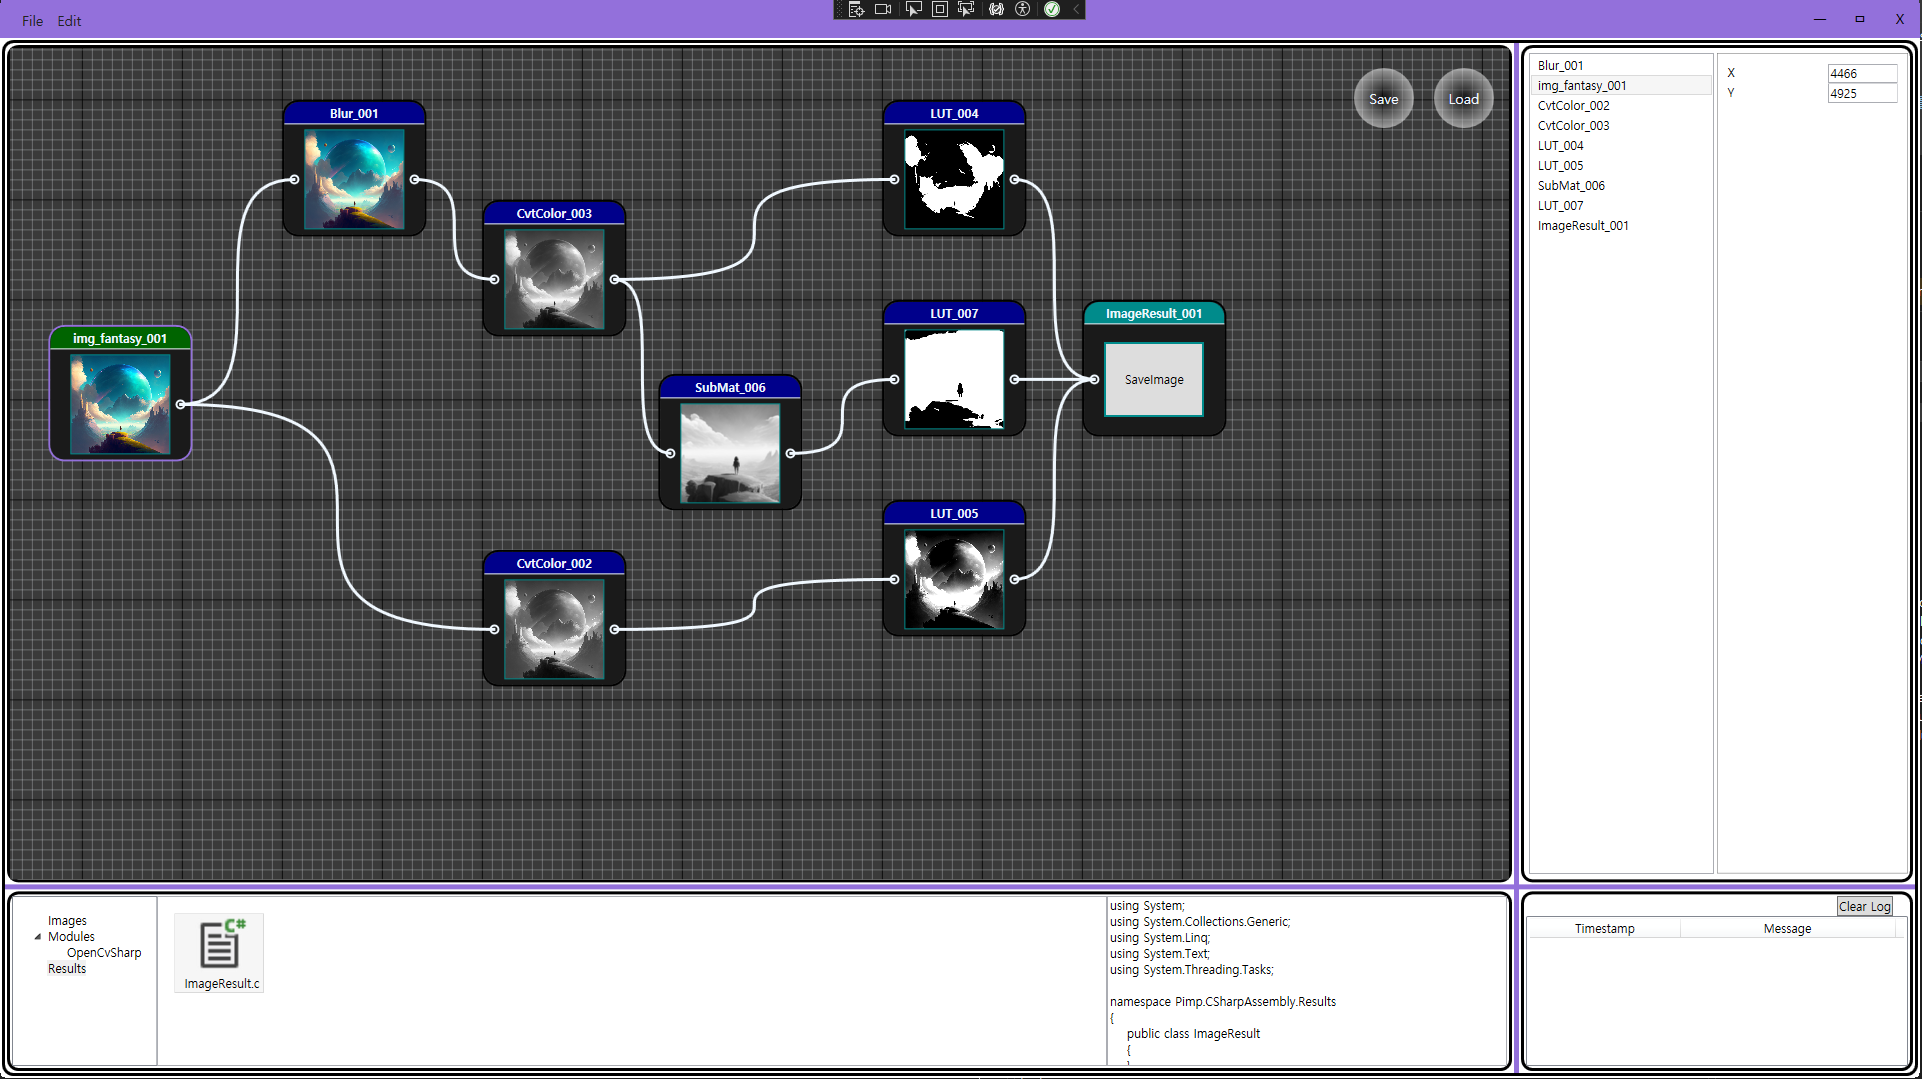 File Edit
X
Save Load
Blur_001
LUT_004
CvtColor_003
LUT_007
ImageResult_001
img_fantasy_001
SaveImage
SubMat_006
LUT_005
CvtColor_002
Blur_001
img_fantasy_001
CvtColor_002
CvtColor_003
LUT_004
LUT_005
SubMat_006
LUT_007
ImageResult_001
X 4466
Y 4925
Images
Modules
OpenCvSharp
Results
C#
ImageResult.c
using System;
using System.Collections.Generic;
using System.Linq;
using System.Text;
using System.Threading.Tasks;
namespace Pimp.CSharpAssembly.Results
{
public class ImageResult
{
Clear Log
Timestamp Message